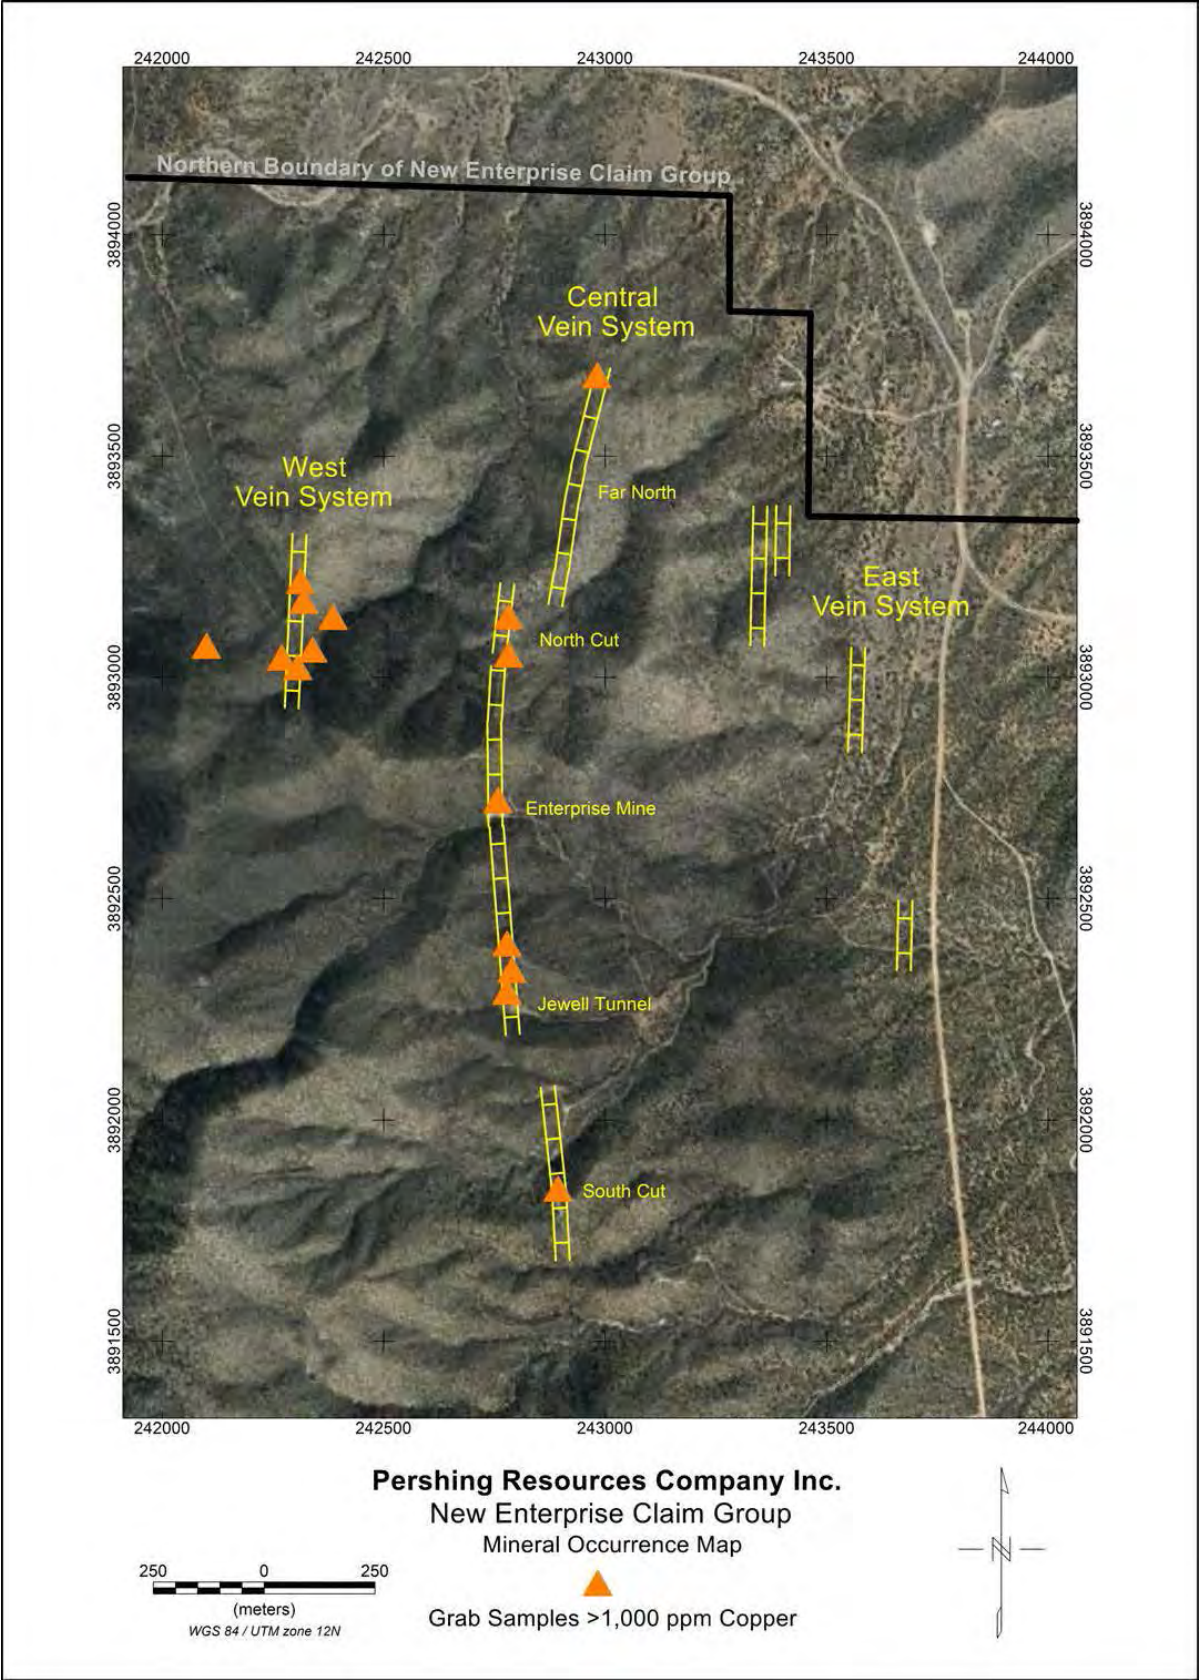 242000 242500 243000 243500 244000
Northern Boundary of New Enterprise Claim Group
3894000 3894000
Central
Vein System
3893500 3893500
West
Vein System
Far North
East
Vein System
North Cut
3893000 3893000
Enterprise Mine
3892500 3892500
Jewell Tunnel
3892000 3892000
South Cut
3891500 3891500
242000 242500 243000 243500 244000
Pershing Resources Company Inc.
New Enterprise Claim Group
Mineral Occurrence Map
250 0 250
(meters)
WGS 84 / UTM zone 12N
Grab Samples >1,000 ppm Copper
N